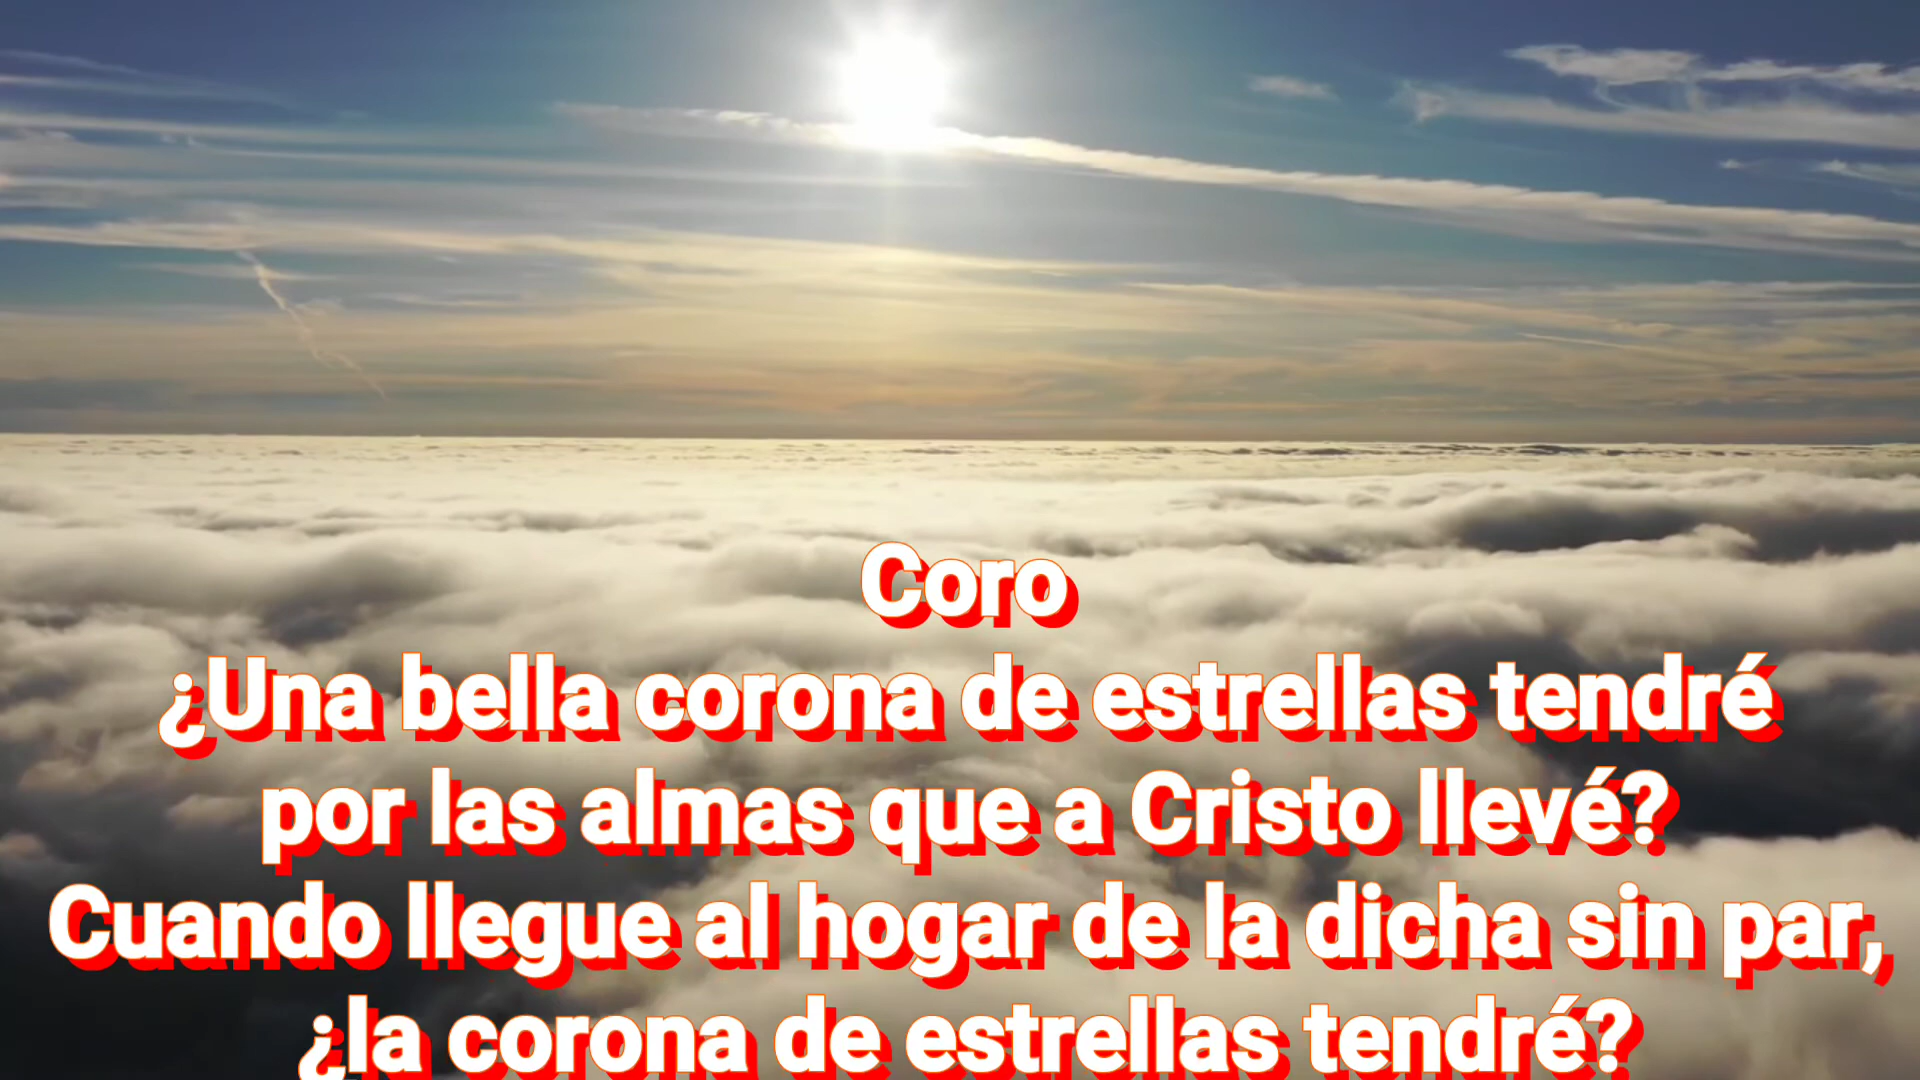 Coro
¿Una bella corona de estrellas tendré
por las almas que a Cristo llevé?
Cuando llegue al hogar de la dicha sin par,
¿la corona de estrellas tendré?